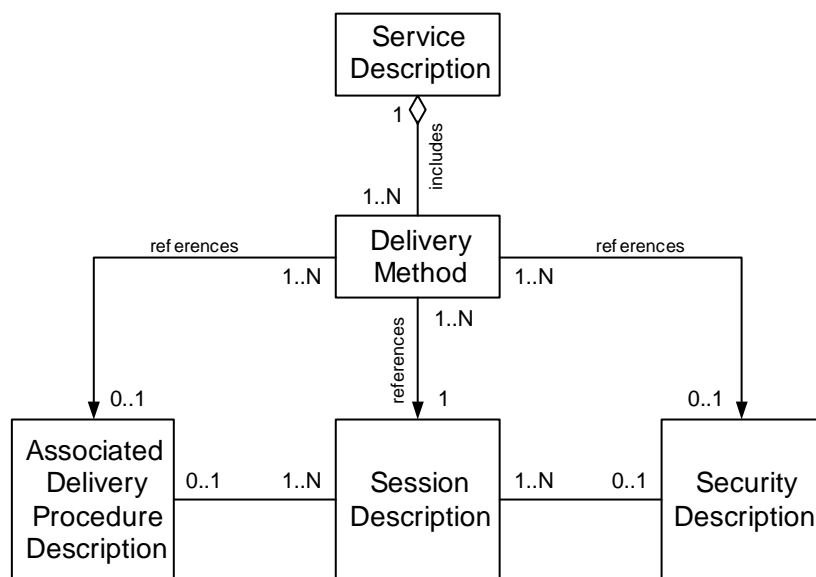 Service
Description
1
includes
1..N
references
Delivery
Method
references
1..N
1..N
1..N
references
0..1
1
0..1
Associated
Delivery
Procedure
Description
0..1
1..N
Session
Description
1..N
0..1
Security
Description